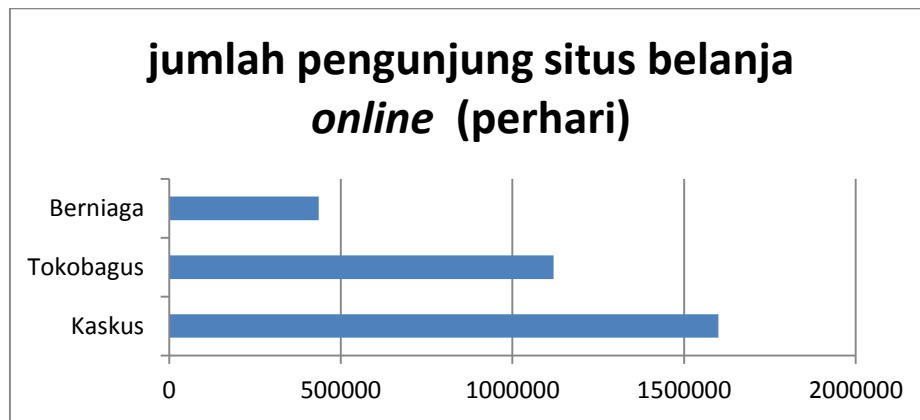 jumlah pengunjung situs belanja
online (perhari)
Berniaga
Tokobagus
Kaskus
0 500000 1000000 1500000 2000000